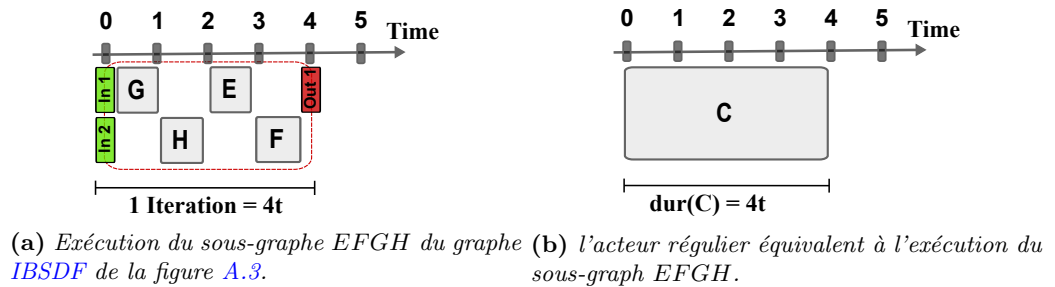 0 1 2 3 4 5 Time
In 1 G E Out 1
In 2 H F
1 Iteration = 4t
(a) Exécution du sous-graphe EFGH du graphe
IBSDF de la figure A.3.
0 1 2 3 4 5 Time
C
dur(C) = 4t
(b) l'acteur régulier équivalent à l'exécution du
sous-graph EFGH.